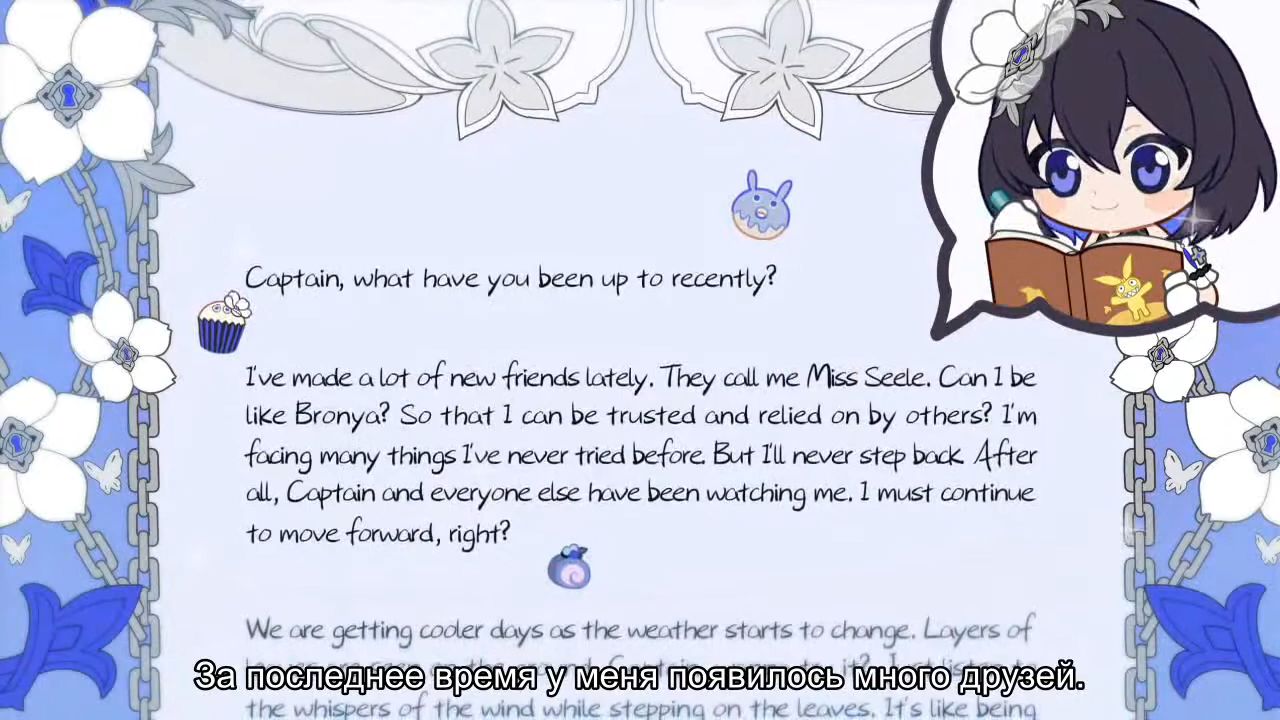 Captain, what have you been up to recently?
I've made a lot of new friends lately. They call me Miss Seele. Can I be
like Bronya? So that I can be trusted and relied on by others? I'm
facing many things I've never tried before. But I'll never step back. After
all, Captain and everyone else have been watching me. I must continue
to move forward, right?
We are getting cooler days as the weather starts to change. Layers of
За последнее время у меня появилось много друзей.
the whispers of the wind while stepping on the leaves. It's like being